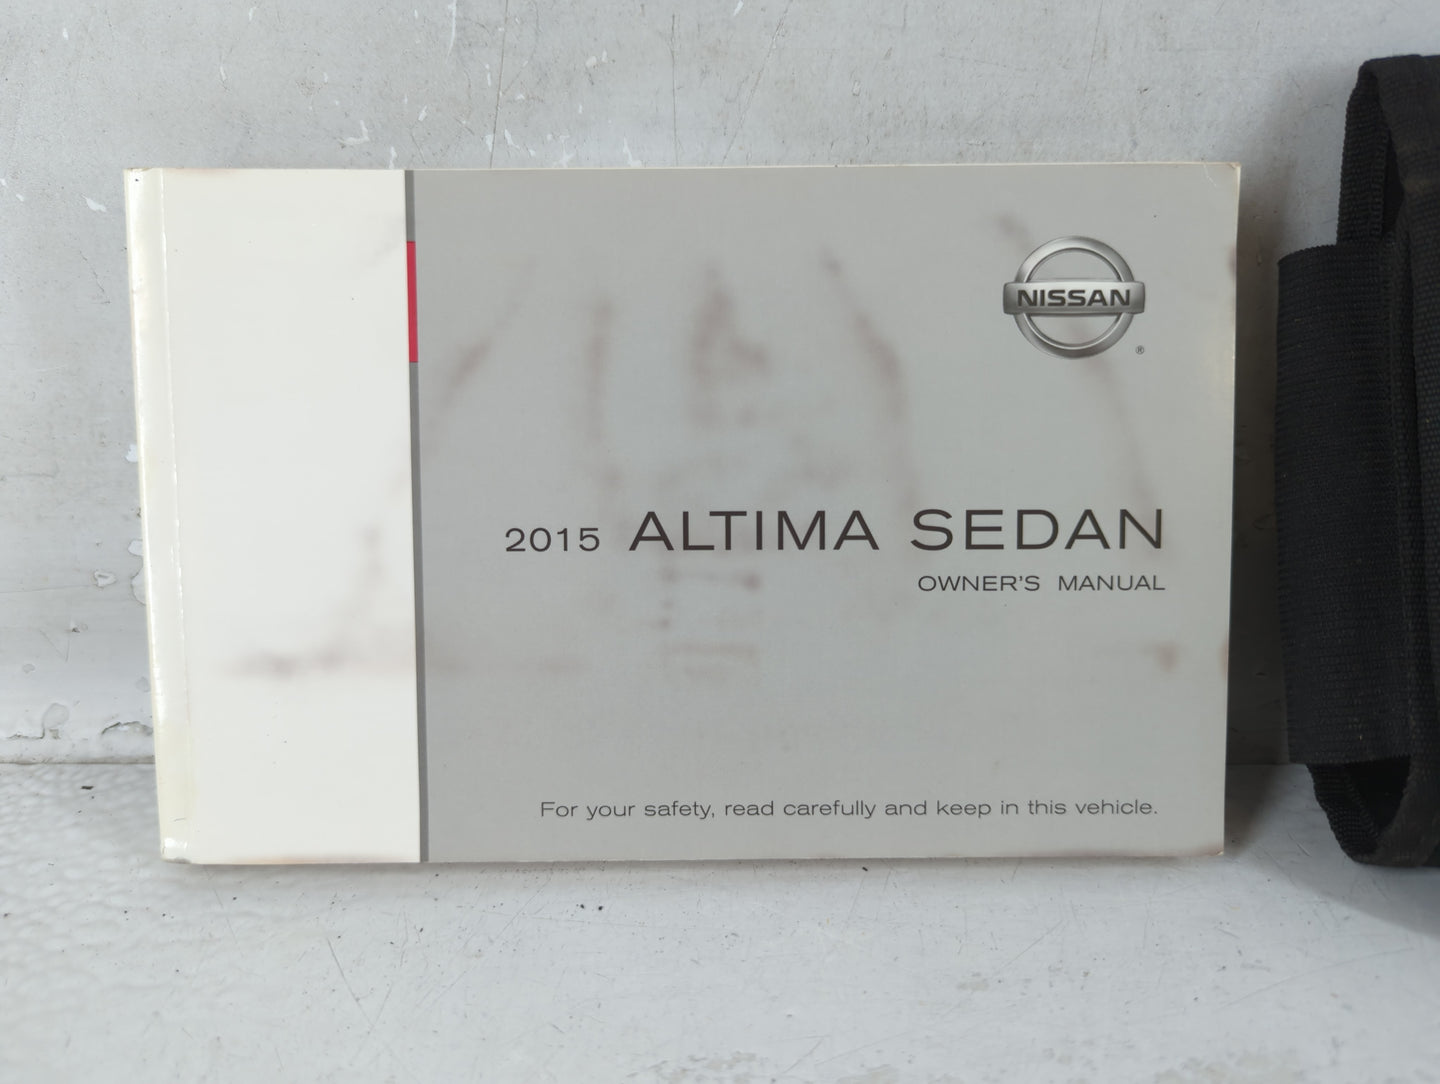 NISSAN
®
2015 ALTIMA SEDAN
OWNER'S MANUAL
For your safety, read carefully and keep in this vehicle.